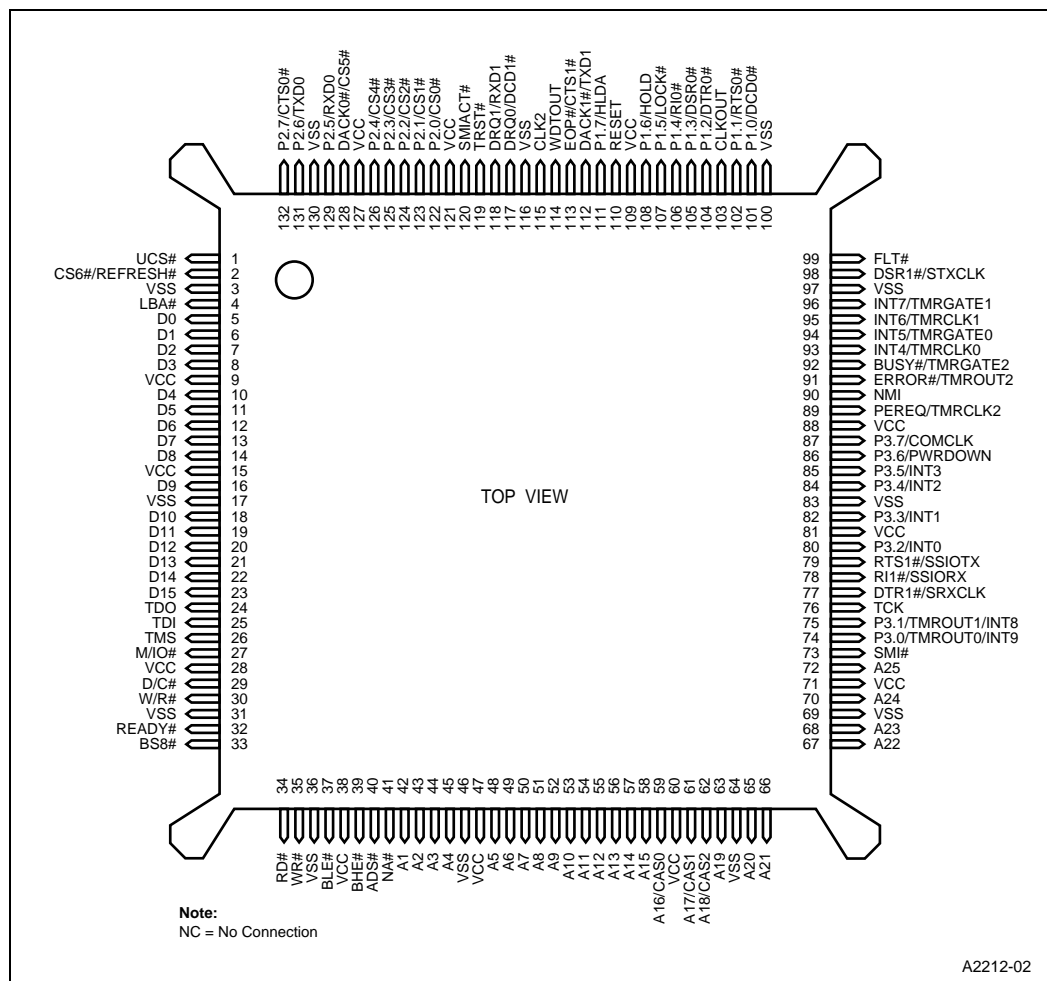 P2.7/CTS0#
P2.6/TXD0
VSS
P2.5/RXD0
DACK0#/CS5#
VCC
P2.4/CS4#
P2.3/CS3#
P2.2/CS2#
P2.1/CS1#
P2.0/CS0#
VCC
SMIACT#
TRST#
DRQ1/RXD1
DRQ0/DCD1#
VSS
CLK2
WDTOUT
EOP#/CTS1#
DACK1#/TXD1
P1.7/HLDA
RESET
VCC
P1.6/HOLD
P1.5/LOCK#
P1.4/RI0#
P1.3/DSR0#
P1.2/DTR0#
CLKOUT
P1.1/RTS0#
P1.0/DCD0#
VSS
132 131 130 129 128 127 126 125 124 123 122 121 120 119 118 117 116 115 114 113 112 111 110 109 108 107 106 105 104 103 102 101 100
UCS# 1
CS6#/REFRESH# 2
VSS 3
LBA# 4
D0 5
D1 6
D2 7
D3 8
VCC 9
D4 10
D5 11
D6 12
D7 13
D8 14
VCC 15
D9 16
VSS 17
D10 18
D11 19
D12 20
D13 21
D14 22
D15 23
TDO 24
TDI 25
TMS 26
M/IO# 27
VCC 28
D/C# 29
W/R# 30
VSS 31
READY# 32
BS8# 33
TOP VIEW
99 FLT#
98 DSR1#/STXCLK
97 VSS
96 INT7/TMRGATE1
95 INT6/TMRCLK1
94 INT5/TMRGATE0
93 INT4/TMRCLK0
92 BUSY#/TMRGATE2
91 ERROR#/TMROUT2
90 NMI
89 PEREQ/TMRCLK2
88 VCC
87 P3.7/COMCLK
86 P3.6/PWRDOWN
85 P3.5/INT3
84 P3.4/INT2
83 VSS
82 P3.3/INT1
81 VCC
80 P3.2/INT0
79 RTS1#/SSIOTX
78 RI1#/SSIORX
77 DTR1#/SRXCLK
76 TCK
75 P3.1/TMROUT1/INT8
74 P3.0/TMROUT0/INT9
73 SMI#
72 A25
71 VCC
70 A24
69 VSS
68 A23
67 A22
34 35 36 37 38 39 40 41 42 43 44 45 46 47 48 49 50 51 52 53 54 55 56 57 58 59 60 61 62 63 64 65 66
RD#
WR#
VSS
BLE#
VCC
BHE#
ADS#
NA#
A1
A2
A3
A4
VSS
VCC
A5
A6
A7
A8
A9
A10
A11
A12
A13
A14
A15
A16/CAS0
VCC
A17/CAS1
A18/CAS2
A19
VSS
A20
A21
Note:
NC = No Connection
A2212-02